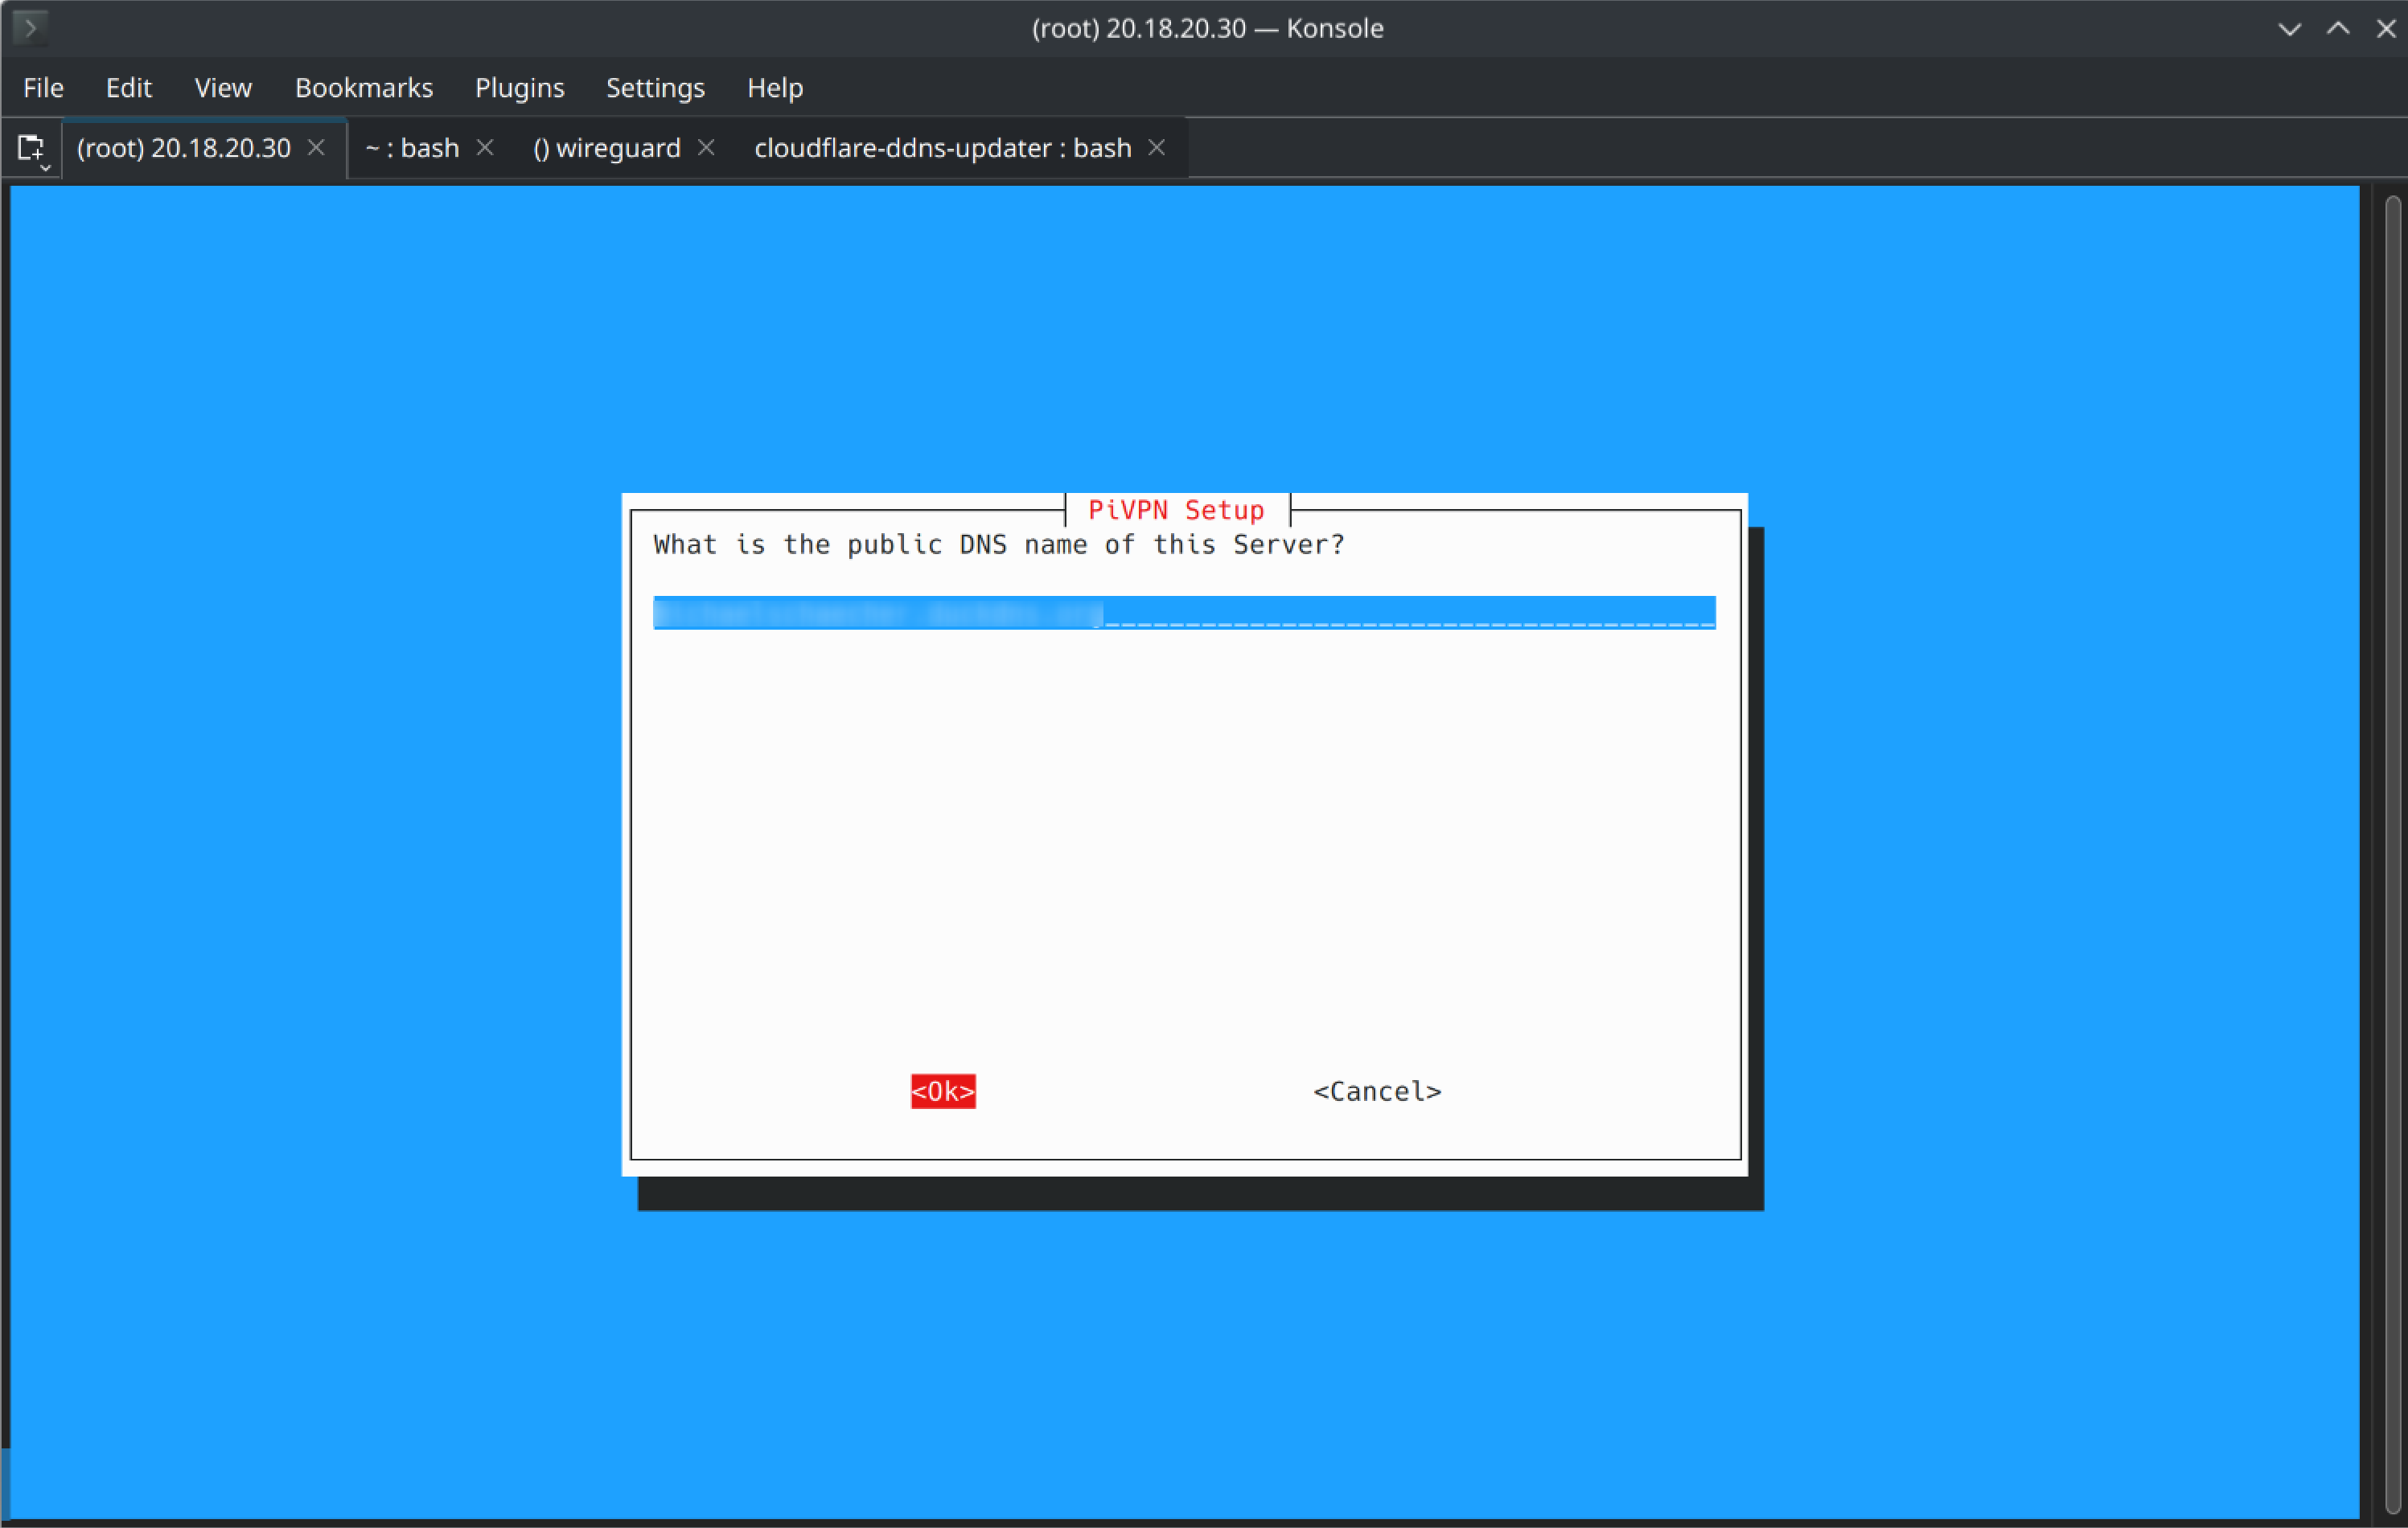 (root) 20.18.20.30 — Konsole
File Edit View Bookmarks Plugins Settings Help
(root) 20.18.20.30 ~ : bash () wireguard cloudflare-ddns-updater : bash
PiVPN Setup
What is the public DNS name of this Server?
<Ok> <Cancel>